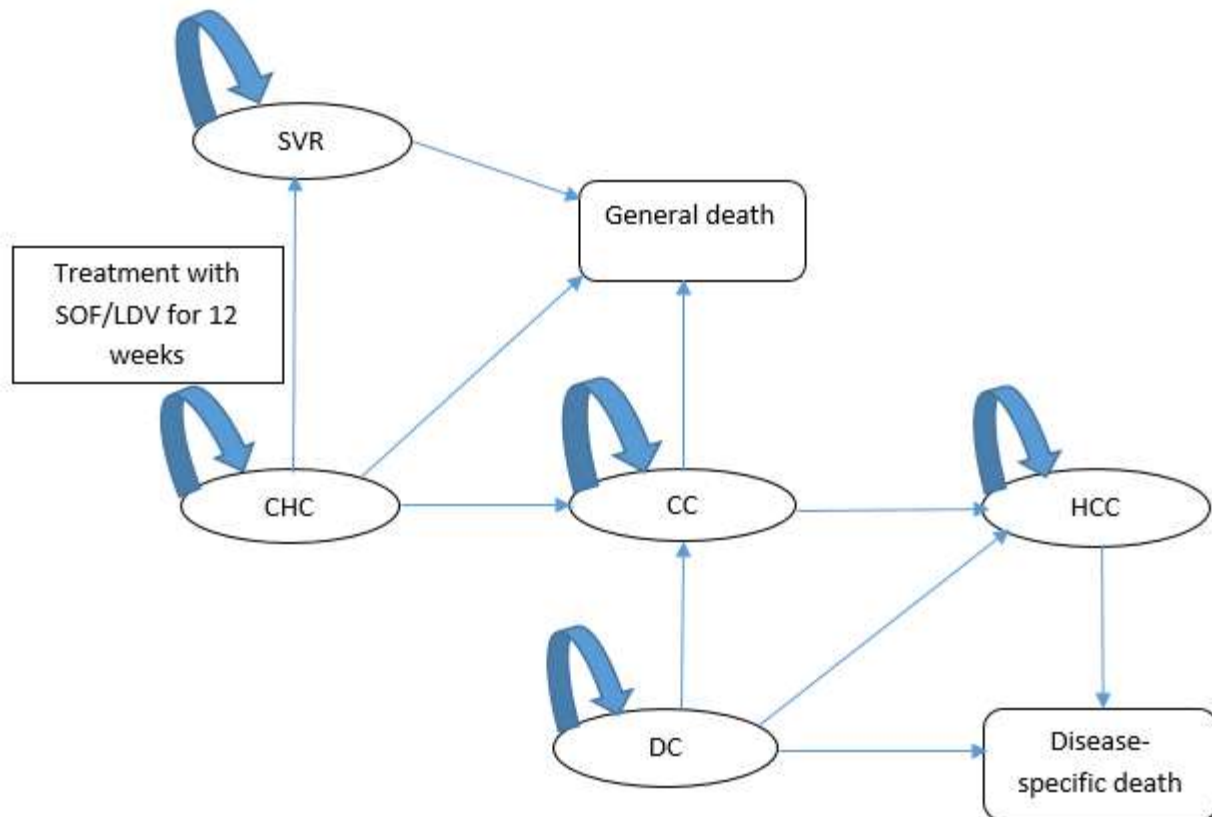 SVR
General death
Treatment with
SOF/LDV for 12
weeks
CHC
CC
HCC
DC
Disease-
specific death